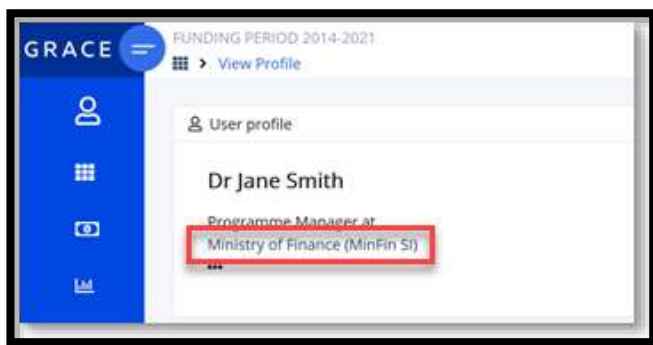 GRACE
FUNDING PERIOD 2014-2021
View Profile
User profile
Dr Jane Smith
Programme Manager at
Ministry of Finance (MinFin SI)